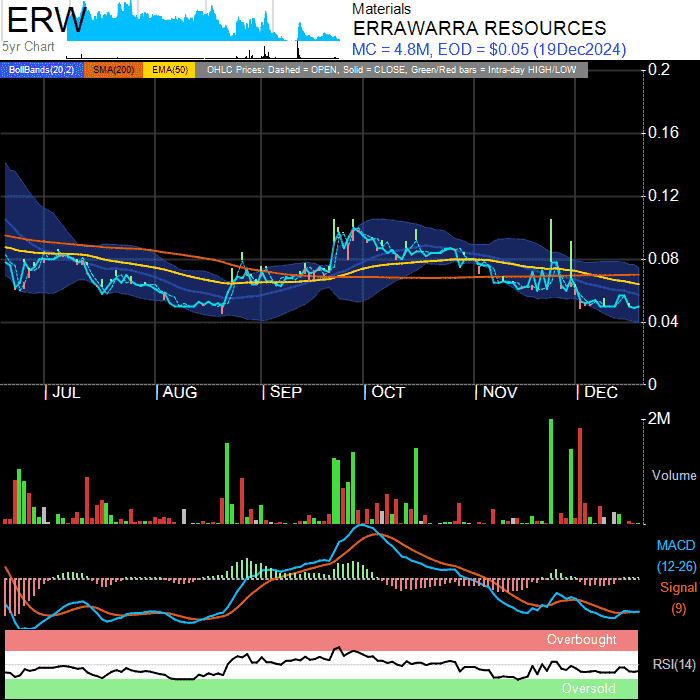 ERW
5yr Chart
Materials
ERRAWARRA RESOURCES
MC = 4.8M, EOD = $0.05 (19Dec2024)
BollBands(20,2) SMA(200) EMA(50) OHLC Prices: Dashed = OPEN, Solid = CLOSE, Green/Red bars = Intra-day HIGH/LOW
0.2
0.16
0.12
0.08
0.04
0
JUL AUG SEP OCT NOV DEC
2M
Volume
MACD
(12-26)
Signal
(9)
Overbought
RSI(14)
Oversold